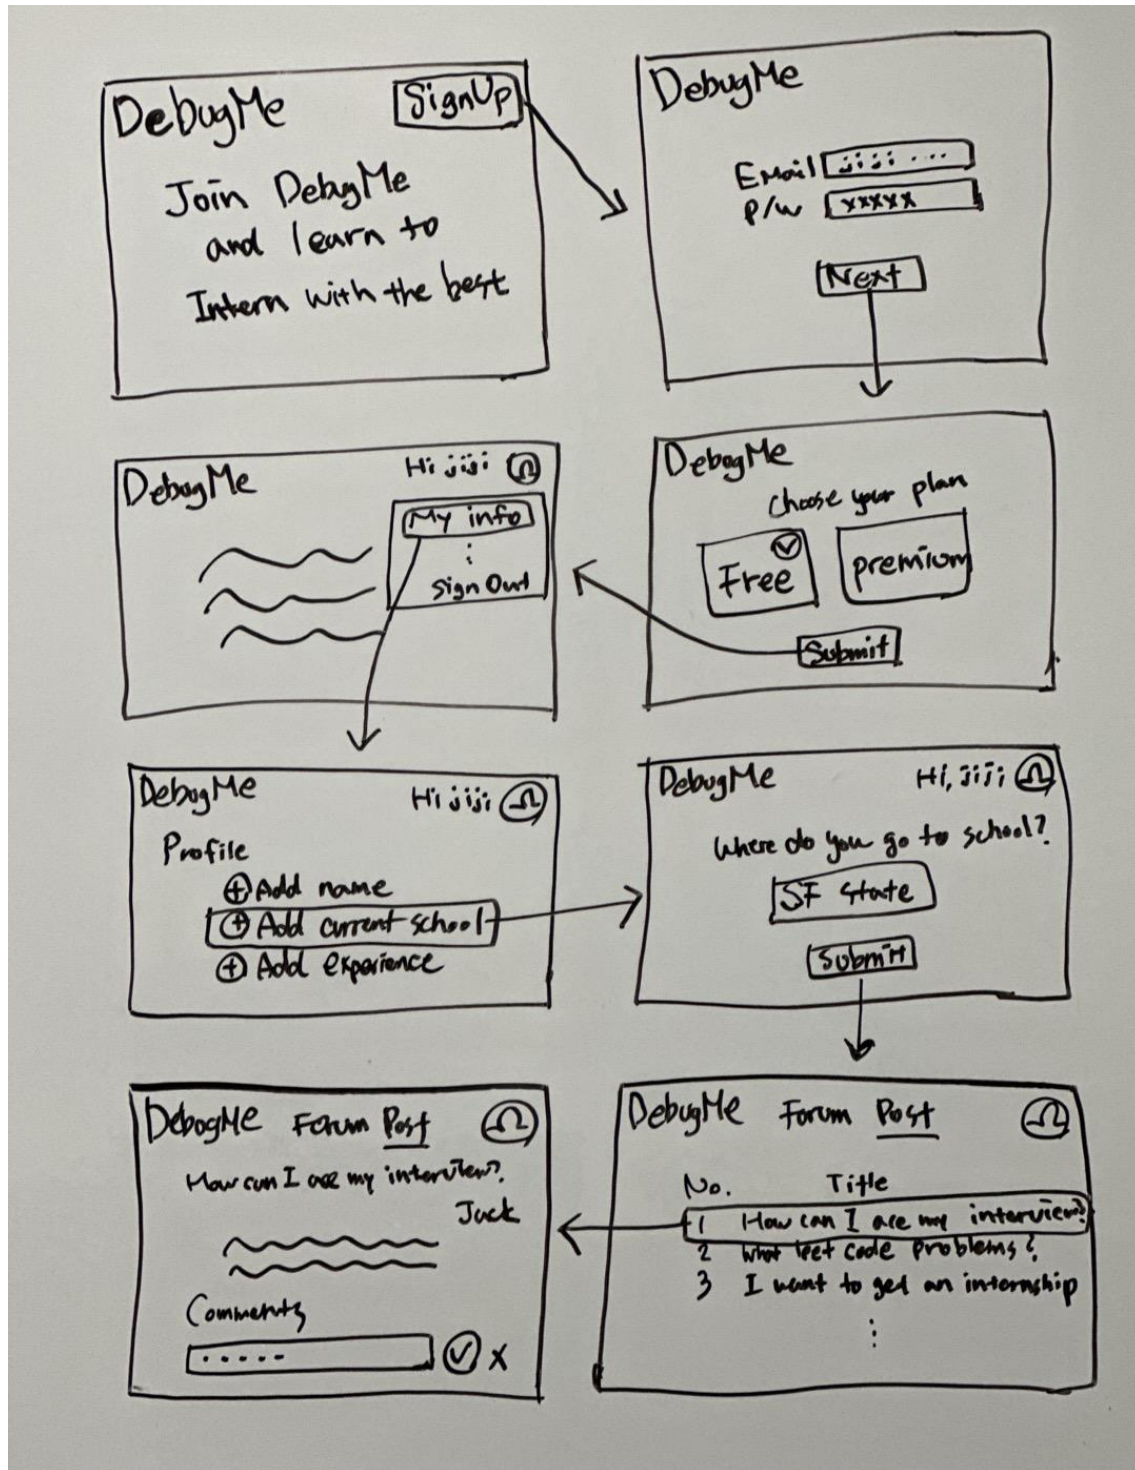 DebugMe
SignUp
Join DebugMe
and learn to
Intern with the best
DebugMe
EMail jiji ...
P/W xxxxx
Next
DebugMe
Choose your plan
Free
premium
Submit
DebugMe
Hi jiji
My info
Sign Out
DebugMe
Hi jiji
Profile
Add name
Add current school
Add experience
DebugMe
Hi, jiji
Where do you go to school?
SF State
Submit
DebugMe Forum Post
No. Title
1 How can I ace my interview?
2 What leet code problems?
3 I want to get an internship
DebugMe Forum Post
How can I ace my interview?
Jack
Comments
.....
X